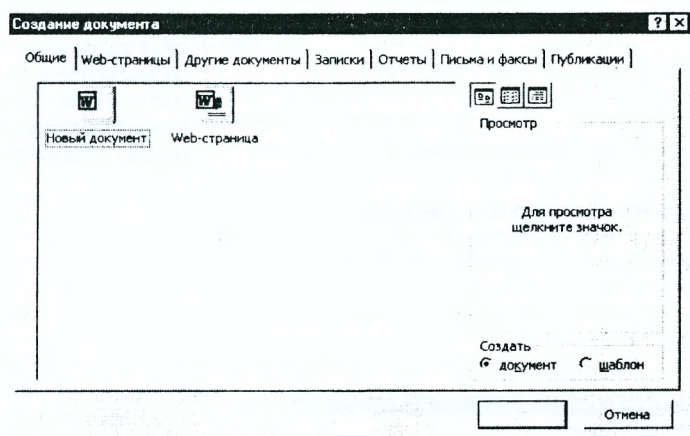 Создание документа
Общие Web-страницы Другие документы Записки Отчеты Письма и факсы Публикации
Новый документ Web-страница
Просмотр
Для просмотра
щелкните значок.
Создать
документ шаблон
Отмена